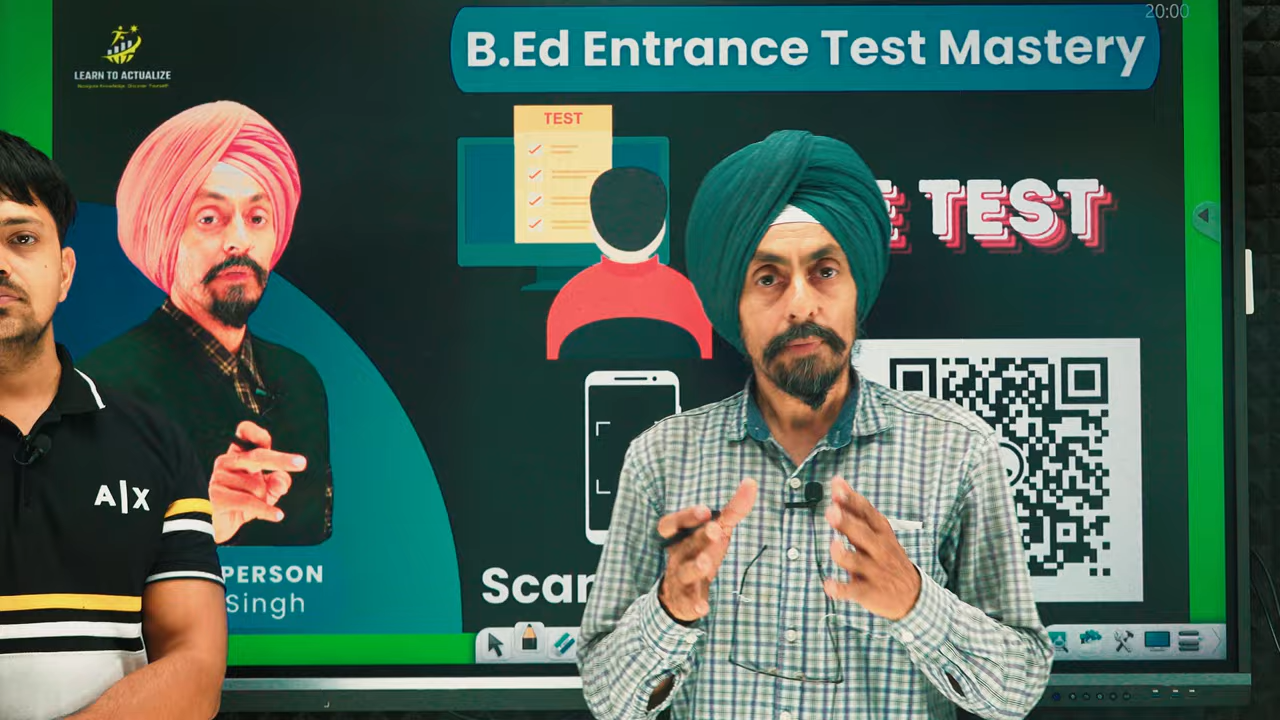 20:00
B.Ed Entrance Test Mastery
LEARN TO ACTUALIZE
TEST
E TEST
A|X
PERSON
Singh
Scan